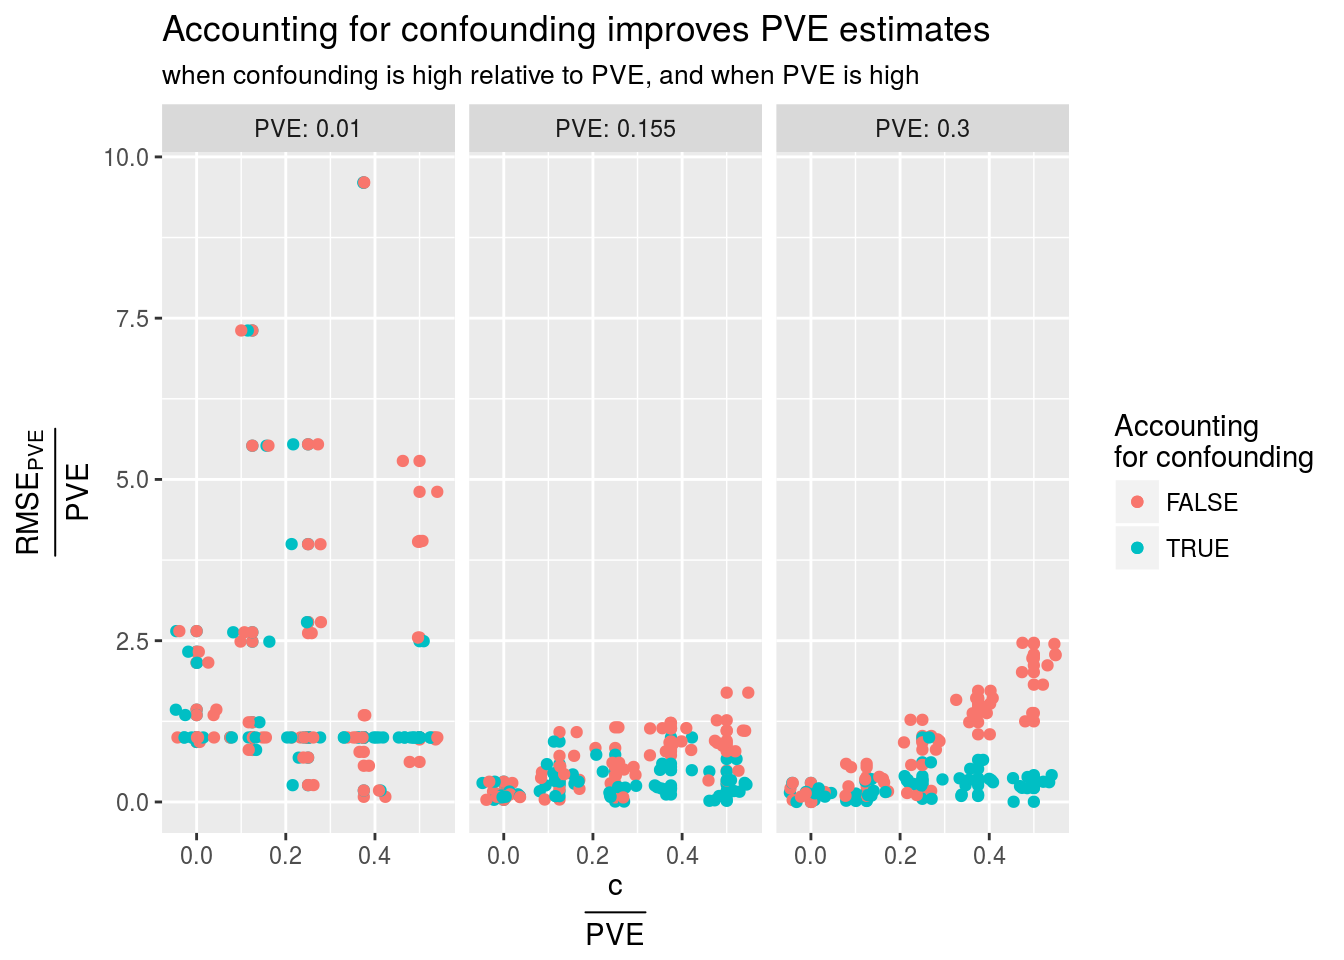 Accounting for confounding improves PVE estimates
when confounding is high relative to PVE, and when PVE is high
PVE: 0.01
PVE: 0.155
PVE: 0.3
10.0
7.5
5.0
2.5
0.0
RMSE PVE
PVE
0.0 0.2 0.4
0.0 0.2 0.4
0.0 0.2 0.4
c
PVE
Accounting
for confounding
FALSE
TRUE